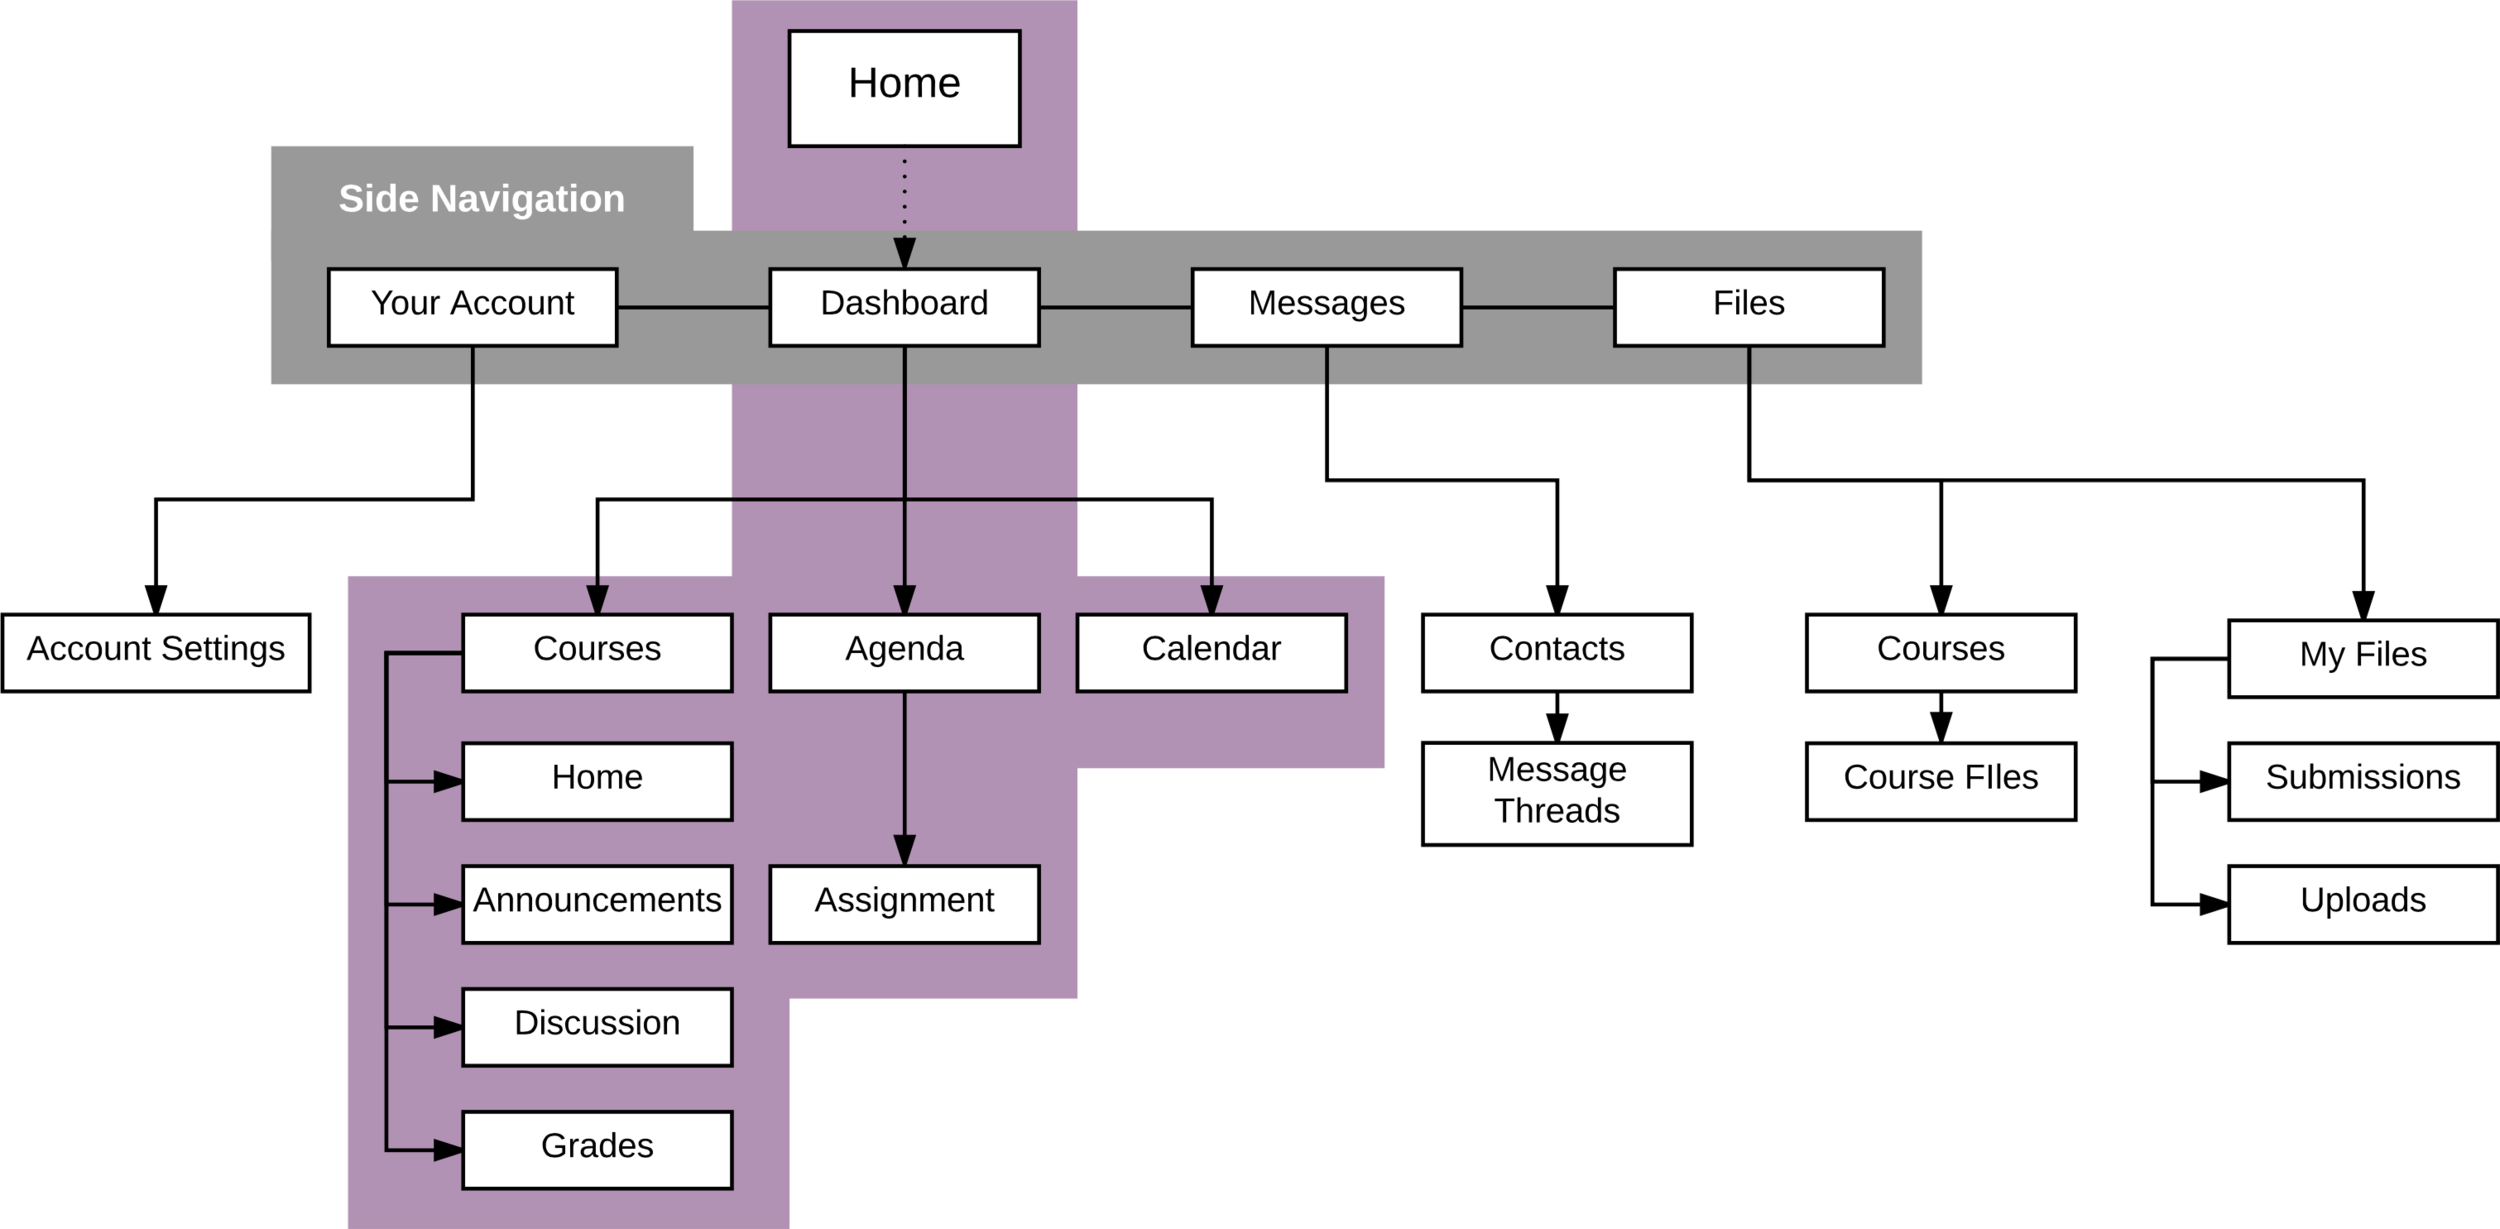 Home
Side Navigation
Your Account
Dashboard
Messages
Files
Account Settings
Courses
Agenda
Calendar
Contacts
Courses
My Files
Home
Message
Threads
Course FIles
Submissions
Announcements
Assignment
Uploads
Discussion
Grades